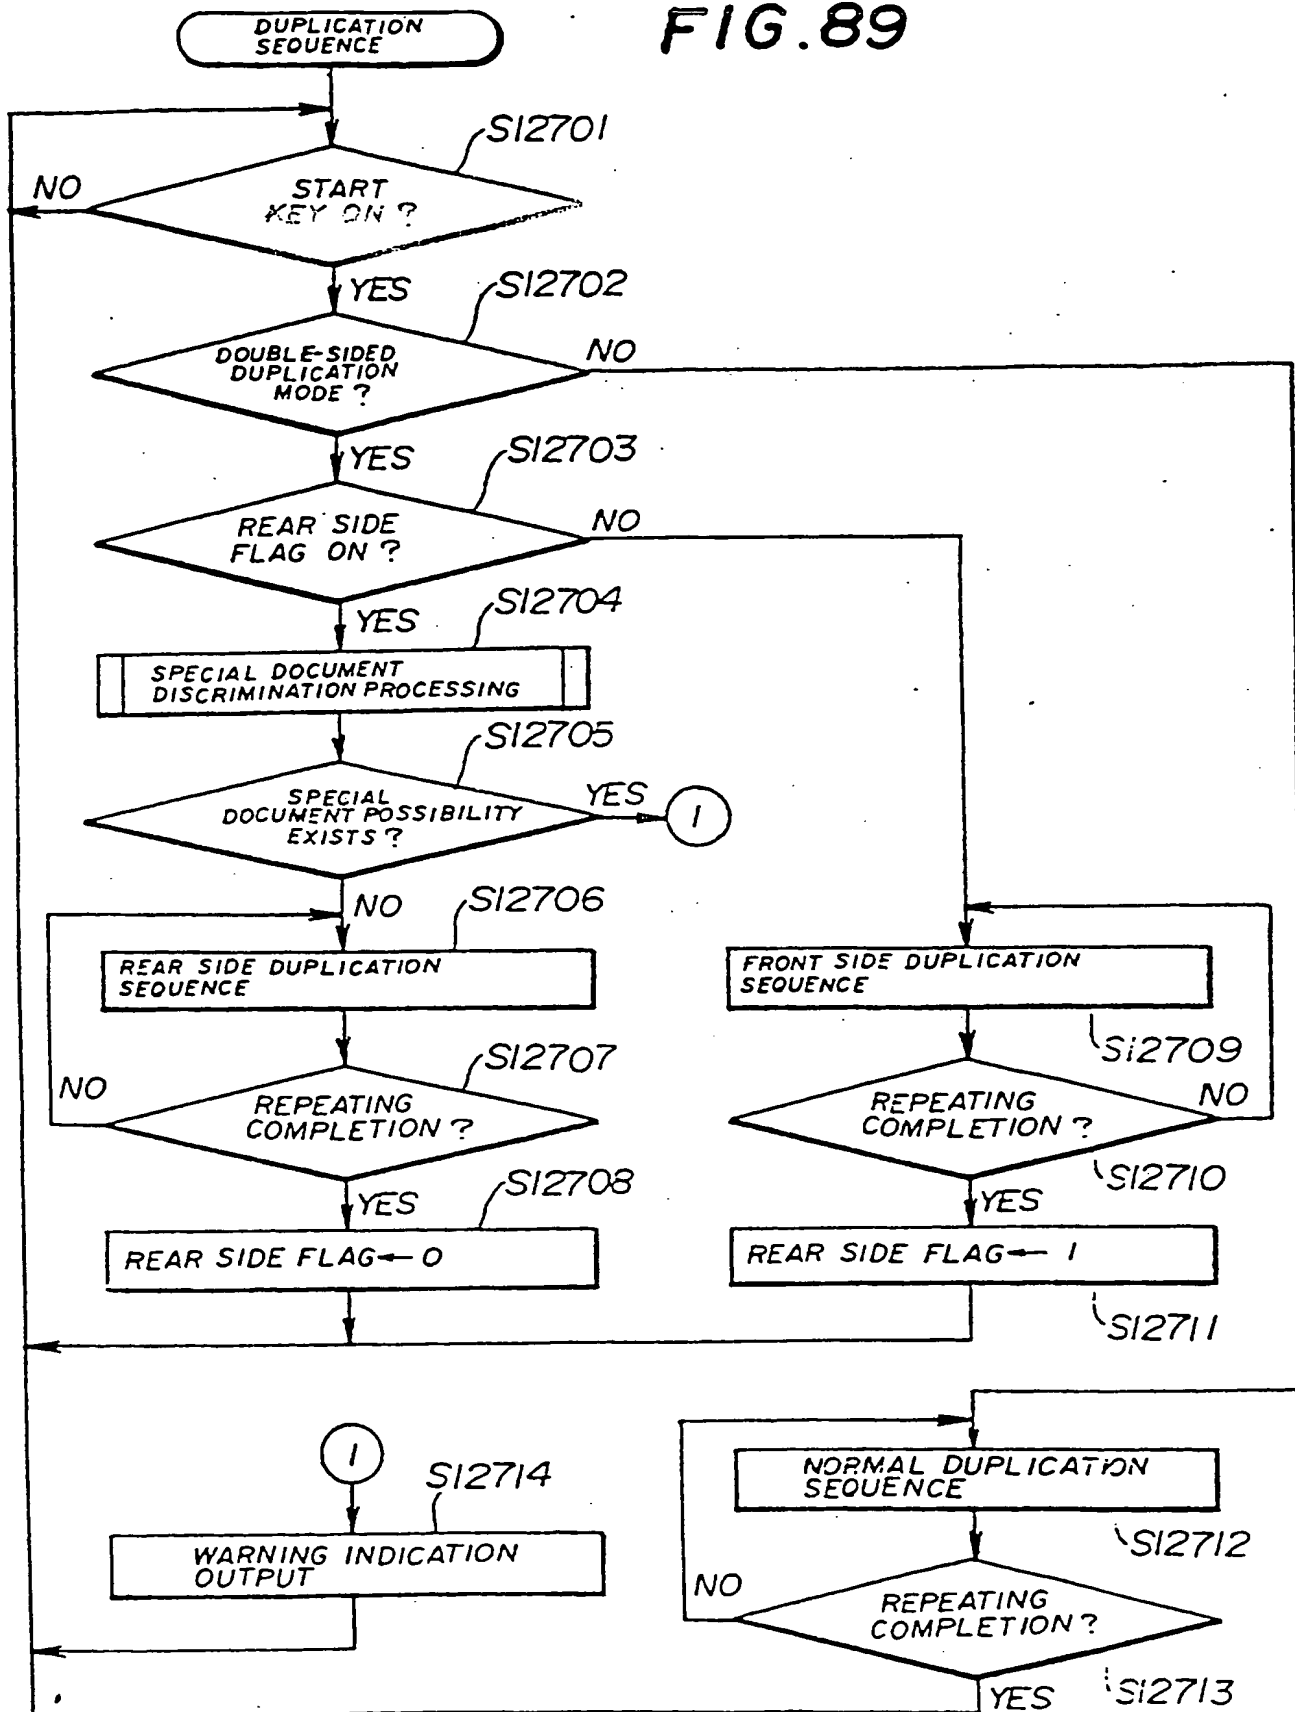 FIG.89
DUPLICATION
SEQUENCE
S12701
NO
START
KEY ON ?
YES
S12702
DOUBLE-SIDED
DUPLICATION
MODE ?
NO
YES
S12703
REAR SIDE
FLAG ON ?
NO
YES
S12704
SPECIAL DOCUMENT
DISCRIMINATION PROCESSING
S12705
SPECIAL
DOCUMENT POSSIBILITY
EXISTS ?
YES
1
NO
S12706
REAR SIDE DUPLICATION
SEQUENCE
FRONT SIDE DUPLICATION
SEQUENCE
S12709
S12707
NO
REPEATING
COMPLETION ?
REPEATING
COMPLETION ?
NO
S12710
YES
S12708
YES
REAR SIDE FLAG ← 0
REAR SIDE FLAG ← 1
S12711
1
S12714
WARNING INDICATION
OUTPUT
NORMAL DUPLICATION
SEQUENCE
S12712
NO
REPEATING
COMPLETION ?
YES
S12713